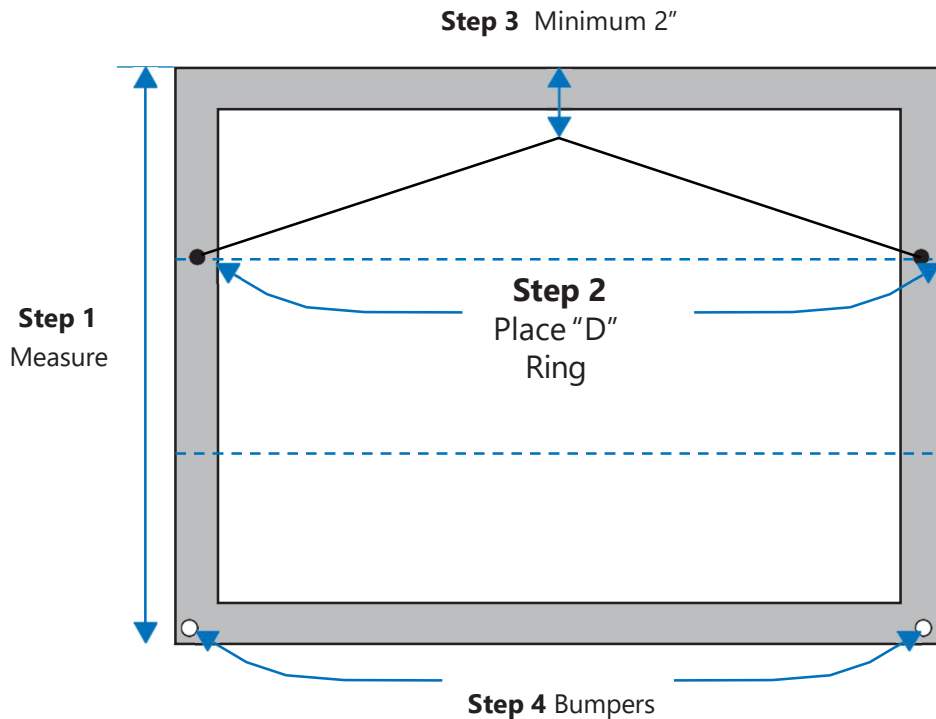 Step 3 Minimum 2”
Step 1
Measure
Step 2
Place “D”
Ring
Step 4 Bumpers